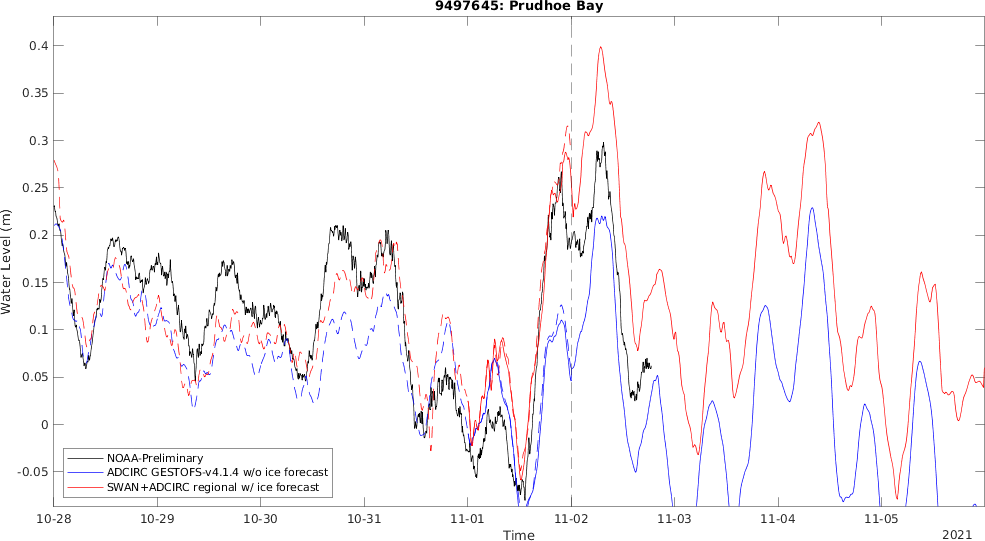 9497645: Prudhoe Bay
0.4
0.35
0.3
0.25
0.2
0.15
0.1
0.05
0
-0.05
Water Level (m)
NOAA-Preliminary
ADCIRC GESTOFS-v4.1.4 w/o ice forecast
SWAN+ADCIRC regional w/ ice forecast
10-28 10-29 10-30 10-31 11-01 11-02 11-03 11-04 11-05
Time
2021